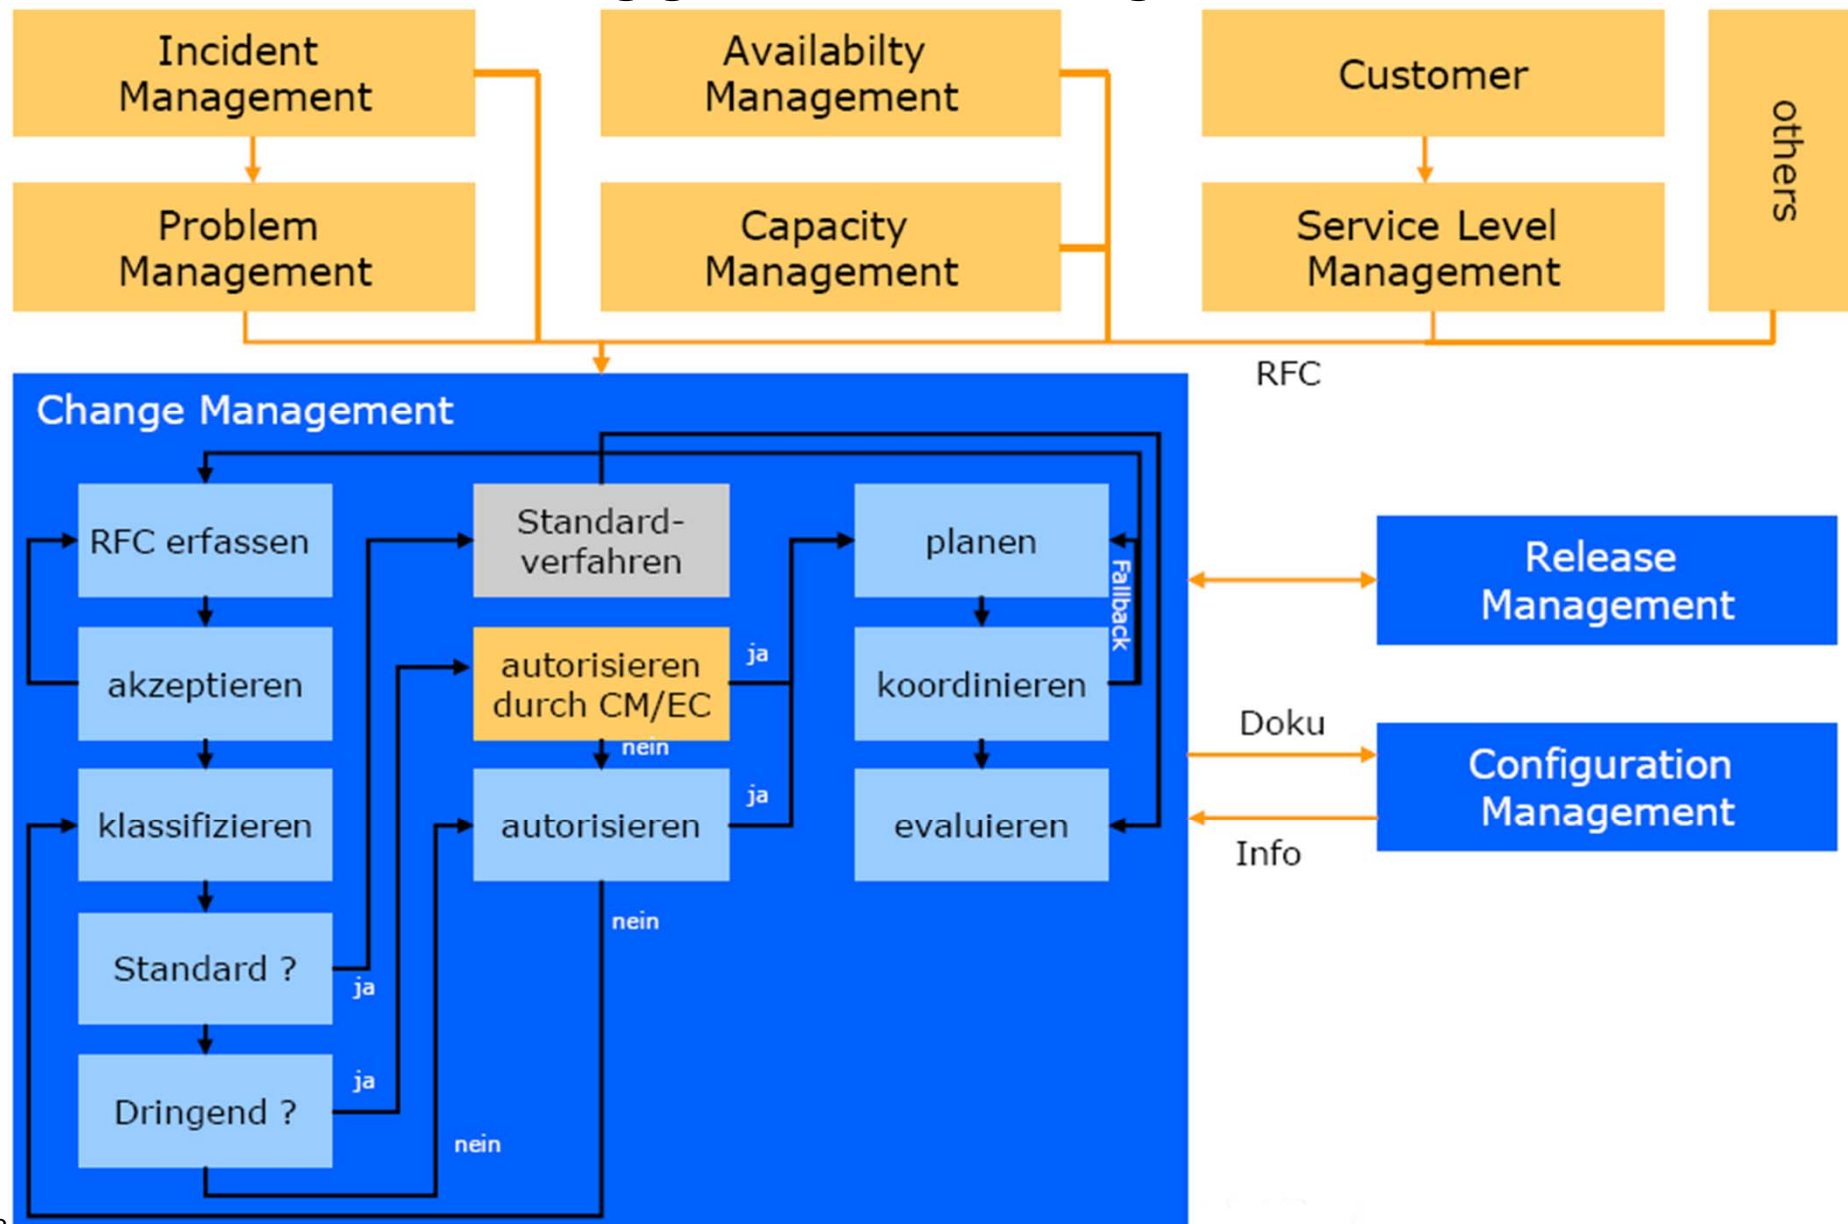 Incident
Management
Availabilty
Management
Customer
others
Problem
Management
Capacity
Management
Service Level
Management
RFC
Change Management
RFC erfassen
Standard-
verfahren
planen
Fallback
akzeptieren
autorisieren
durch CM/EC
ja
nein
koordinieren
klassifizieren
autorisieren
ja
nein
evaluieren
Standard ?
ja
Dringend ?
ja
nein
Release
Management
Doku
Configuration
Management
Info